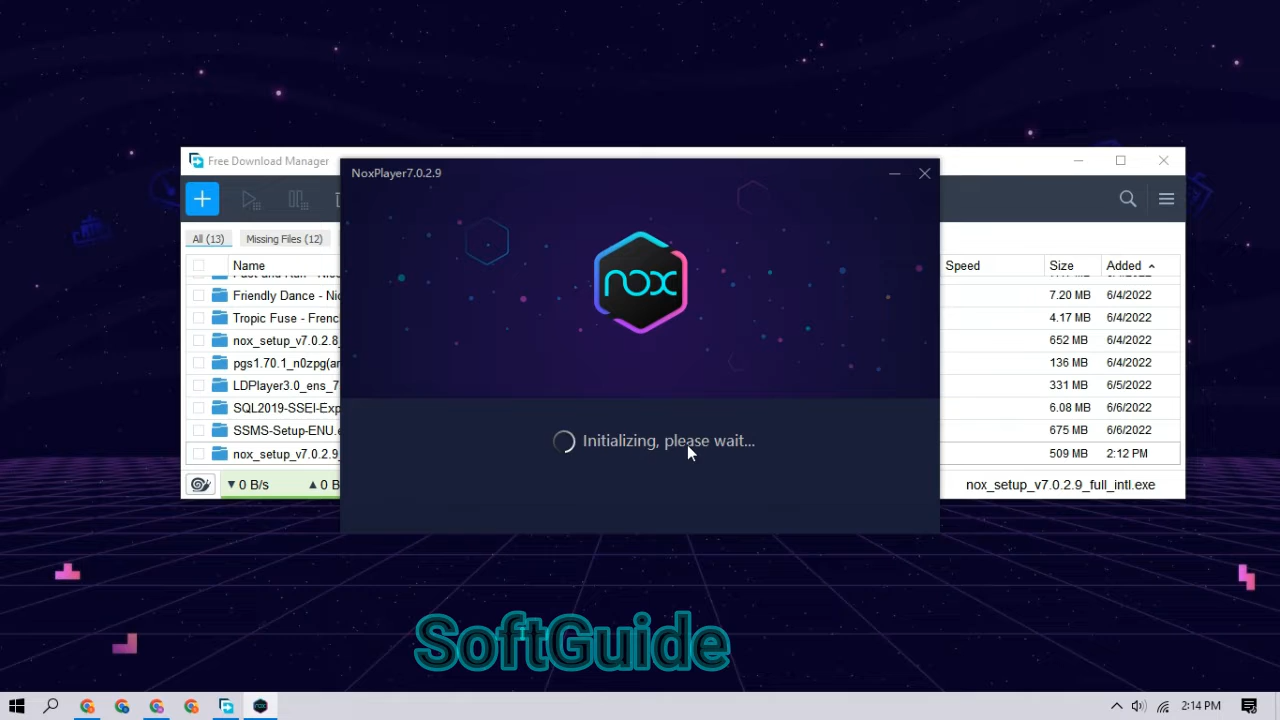 Free Download Manager
NoxPlayer7.0.2.9
All (13) Missing Files (12)
Name Speed Size Added
Friendly Dance - Nic 7.20 MB 6/4/2022
Tropic Fuse - French 4.17 MB 6/4/2022
nox_setup_v7.0.2.8_ 652 MB 6/4/2022
pgs1.70.1_n0zpg(an 136 MB 6/4/2022
LDPlayer3.0_ens_7 331 MB 6/5/2022
SQL2019-SSEI-Exp 6.08 MB 6/6/2022
SSMS-Setup-ENU.e 675 MB 6/6/2022
nox_setup_v7.0.2.9_ 509 MB 2:12 PM
nox
Initializing, please wait...
0 B/s 0 B nox_setup_v7.0.2.9_full_intl.exe
SoftGuide
2:14 PM